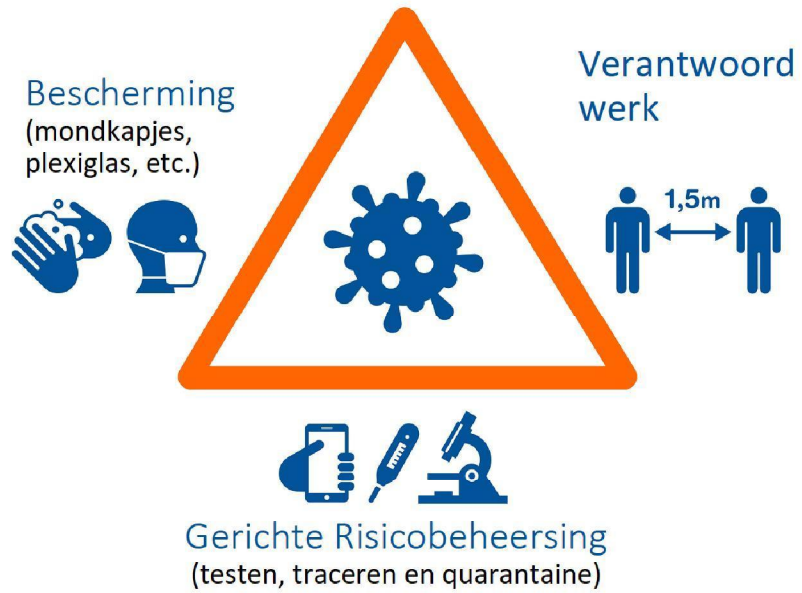 Bescherming
(mondkapjes,
plexiglas, etc.)
Verantwoord
werk
1,5m
Gerichte Risicobeheersing
(testen, traceren en quarantaine)